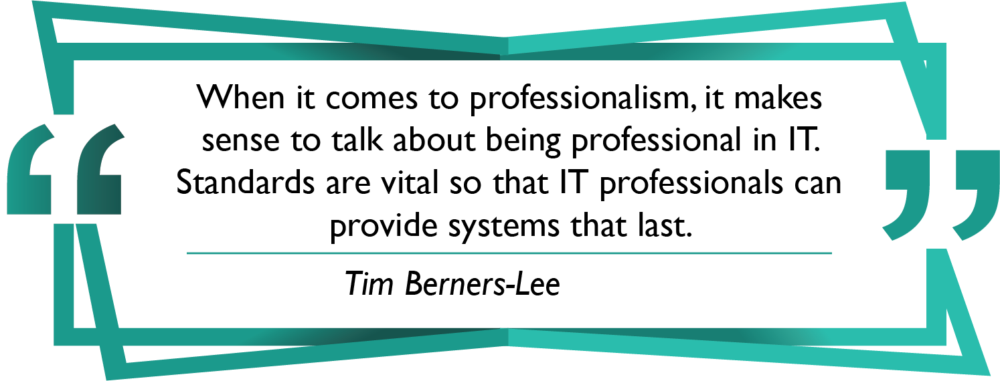 When it comes to professionalism, it makes
sense to talk about being professional in IT.
Standards are vital so that IT professionals can
provide systems that last.
Tim Berners-Lee